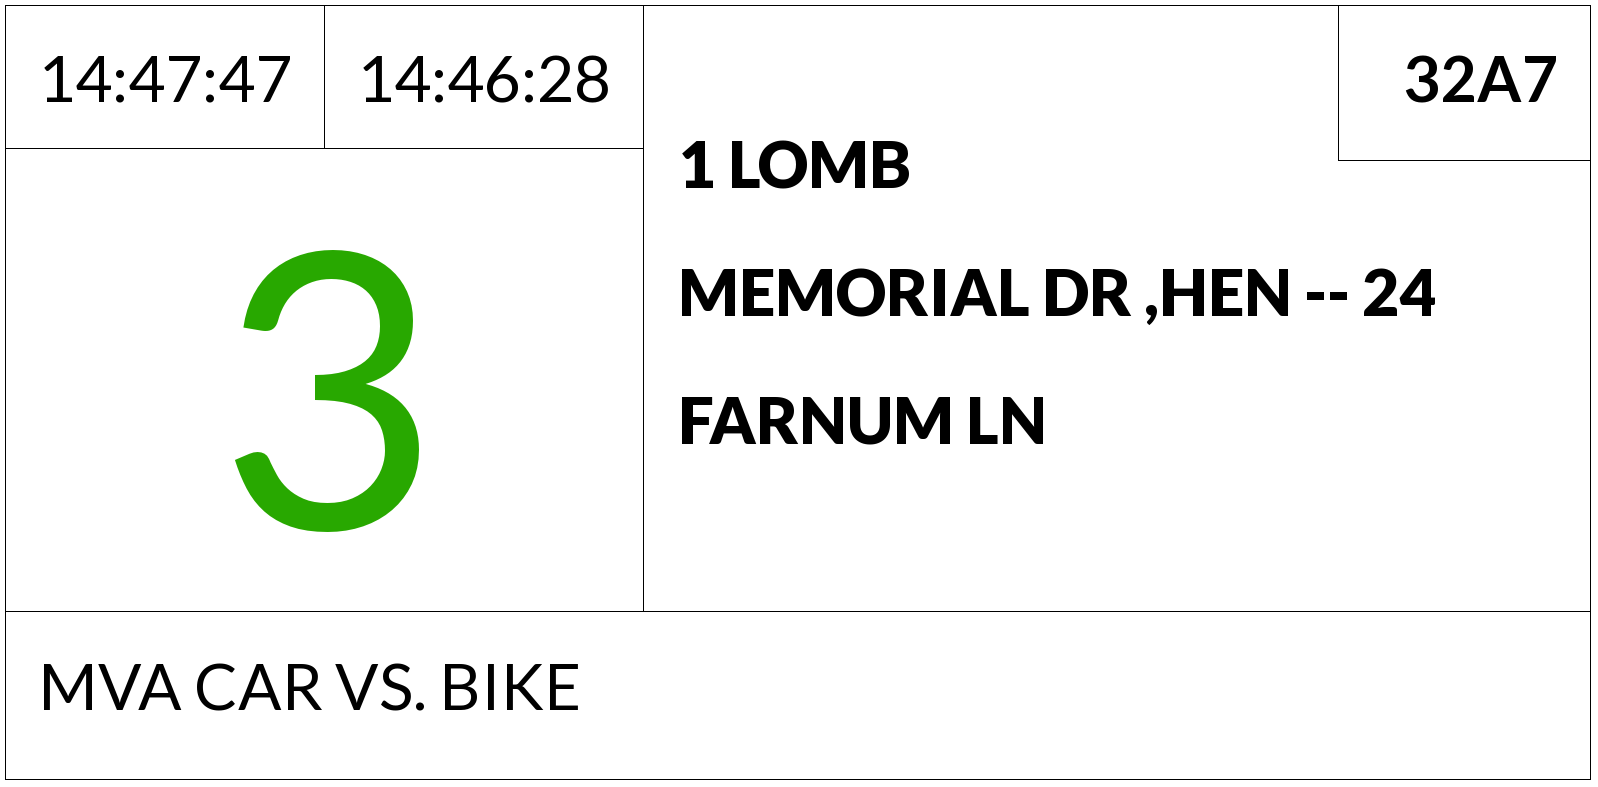 14:47:47
14:46:28
32A7
1 LOMB
MEMORIAL DR ,HEN -- 24
FARNUM LN
3
MVA CAR VS. BIKE